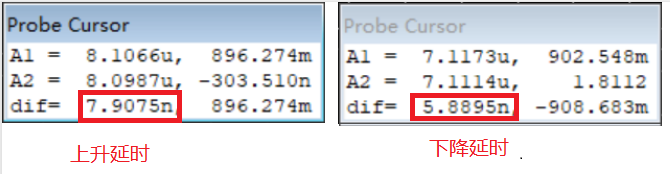 Probe Cursor
A1 = 8.1066u, 896.274m
A2 = 8.0987u, -303.510n
dif= 7.9075n, 896.274m
上升延时
Probe Cursor
A1 = 7.1173u, 902.548m
A2 = 7.1114u, 1.8112
dif= 5.8895n, -908.683m
下降延时
.